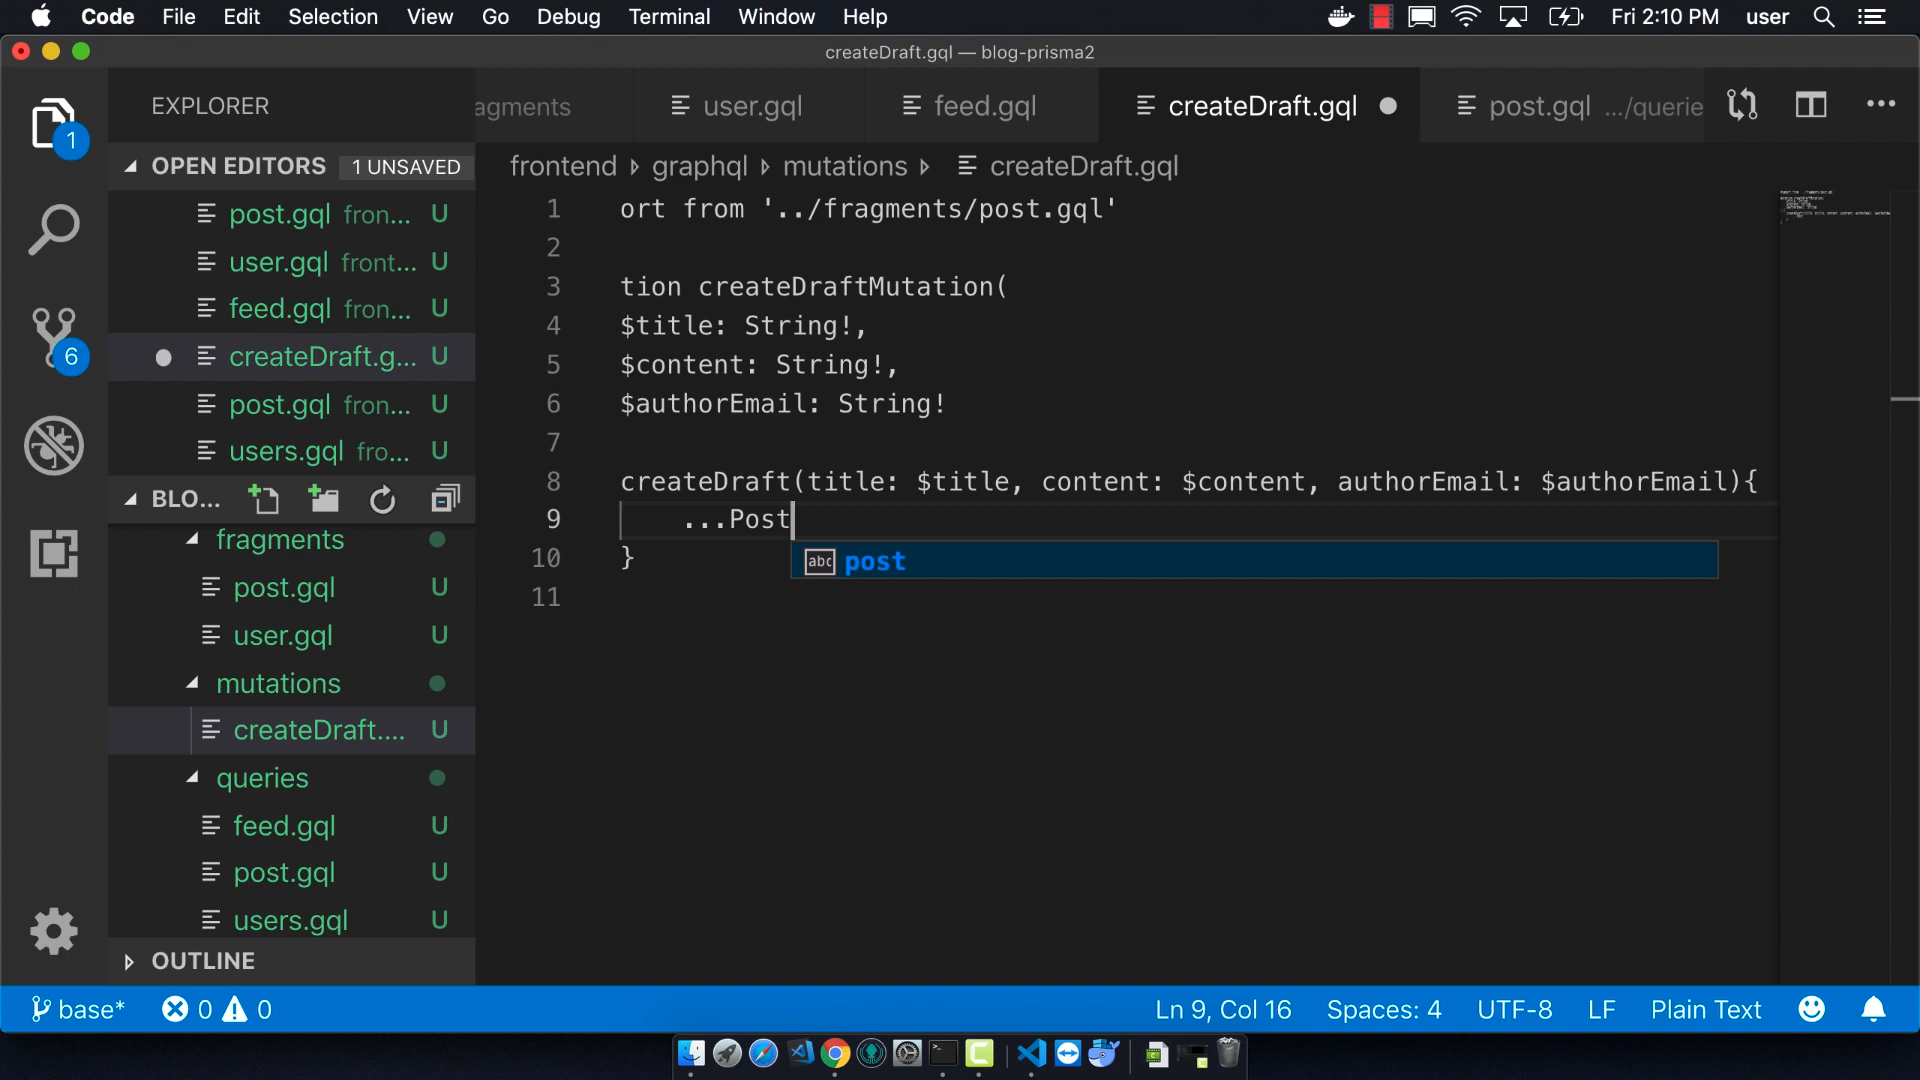 Code File Edit Selection View Go Debug Terminal Window Help Fri 2:10 PM user
createDraft.gql — blog-prisma2
EXPLORER
agments user.gql feed.gql createDraft.gql post.gql .../querie
1
OPEN EDITORS 1 UNSAVED
frontend graphql mutations createDraft.gql
post.gql fron... U
user.gql front... U
feed.gql fron... U
createDraft.g... U
post.gql fron... U
users.gql fro... U
6
BLO...
fragments
post.gql U
user.gql U
mutations
createDraft.... U
queries
feed.gql U
post.gql U
users.gql U
OUTLINE
1 ort from '../fragments/post.gql'
2
3 tion createDraftMutation(
4 $title: String!,
5 $content: String!,
6 $authorEmail: String!
7
8 createDraft(title: $title, content: $content, authorEmail: $authorEmail){
9 ...Post
abc post
10 }
11
base* 0 0 Ln 9, Col 16 Spaces: 4 UTF-8 LF Plain Text